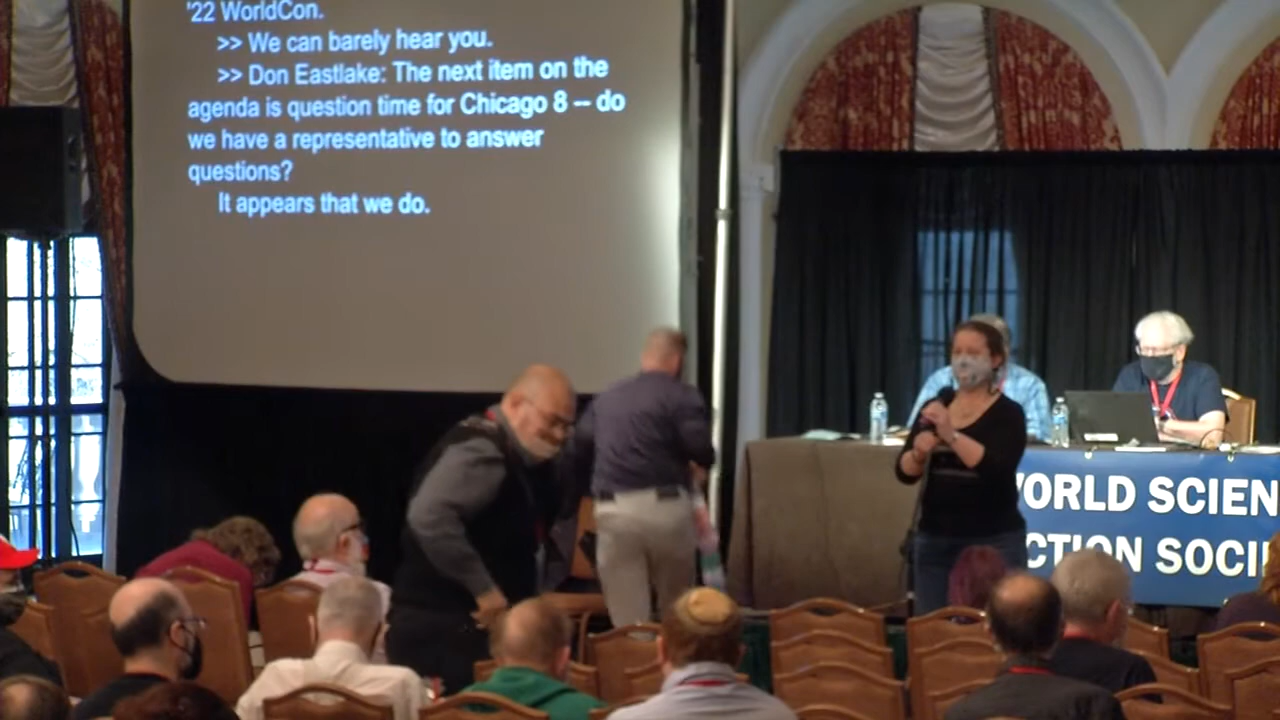 '22 WorldCon.
>> We can barely hear you.
>> Don Eastlake: The next item on the
agenda is question time for Chicago 8 -- do
we have a representative to answer
questions?
It appears that we do.
WORLD SCIEN
CTION SOCI